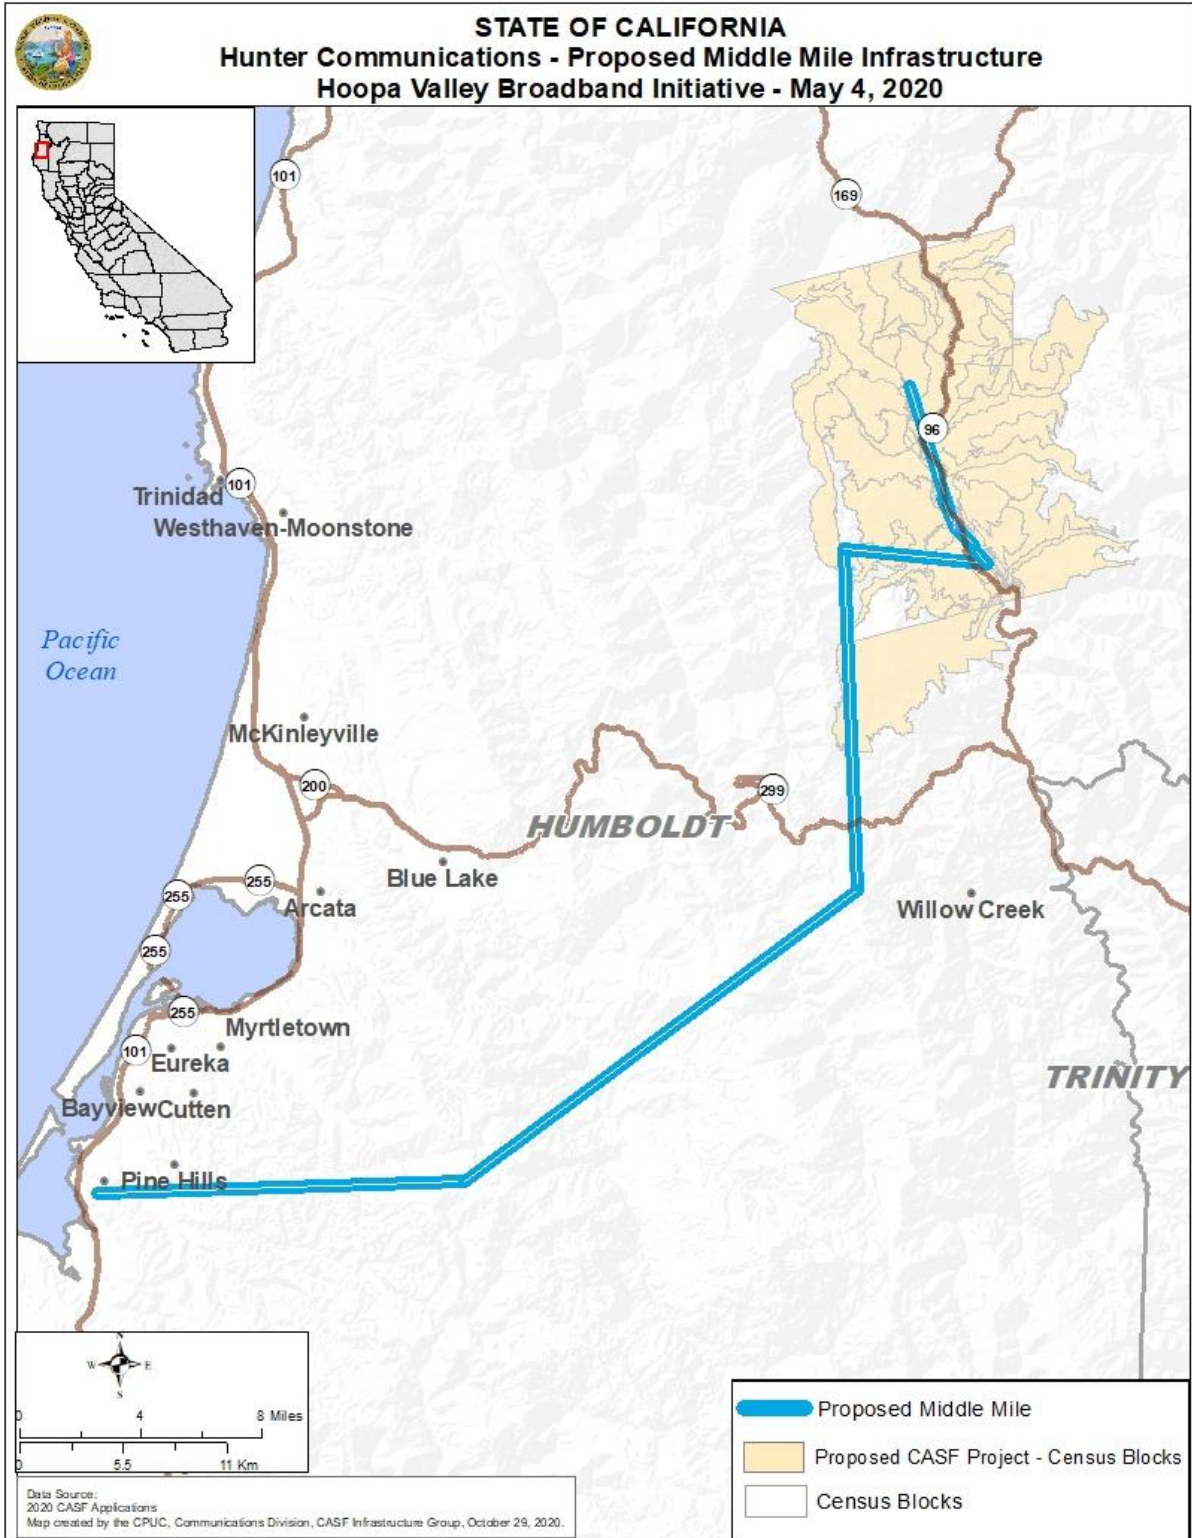 STATE OF CALIFORNIA
Hunter Communications - Proposed Middle Mile Infrastructure
Hoopa Valley Broadband Initiative - May 4, 2020
101
169
96
Trinidad
101
Westhaven-Moonstone
Pacific
Ocean
McKinleyville
200
299
HUMBOLDT
Blue Lake
255
255
Arcata
Willow Creek
255
255
Myrtletown
101
Eureka
TRINITY
Bayview
Cutten
Pine Hills
N
W
E
S
0
4
8 Miles
0
5.5
11 Km
Proposed Middle Mile
Proposed CASF Project - Census Blocks
Census Blocks
Data Source:
2020 CASF Applications
Map created by the CPUC, Communications Division, CASF Infrastructure Group, October 29, 2020.